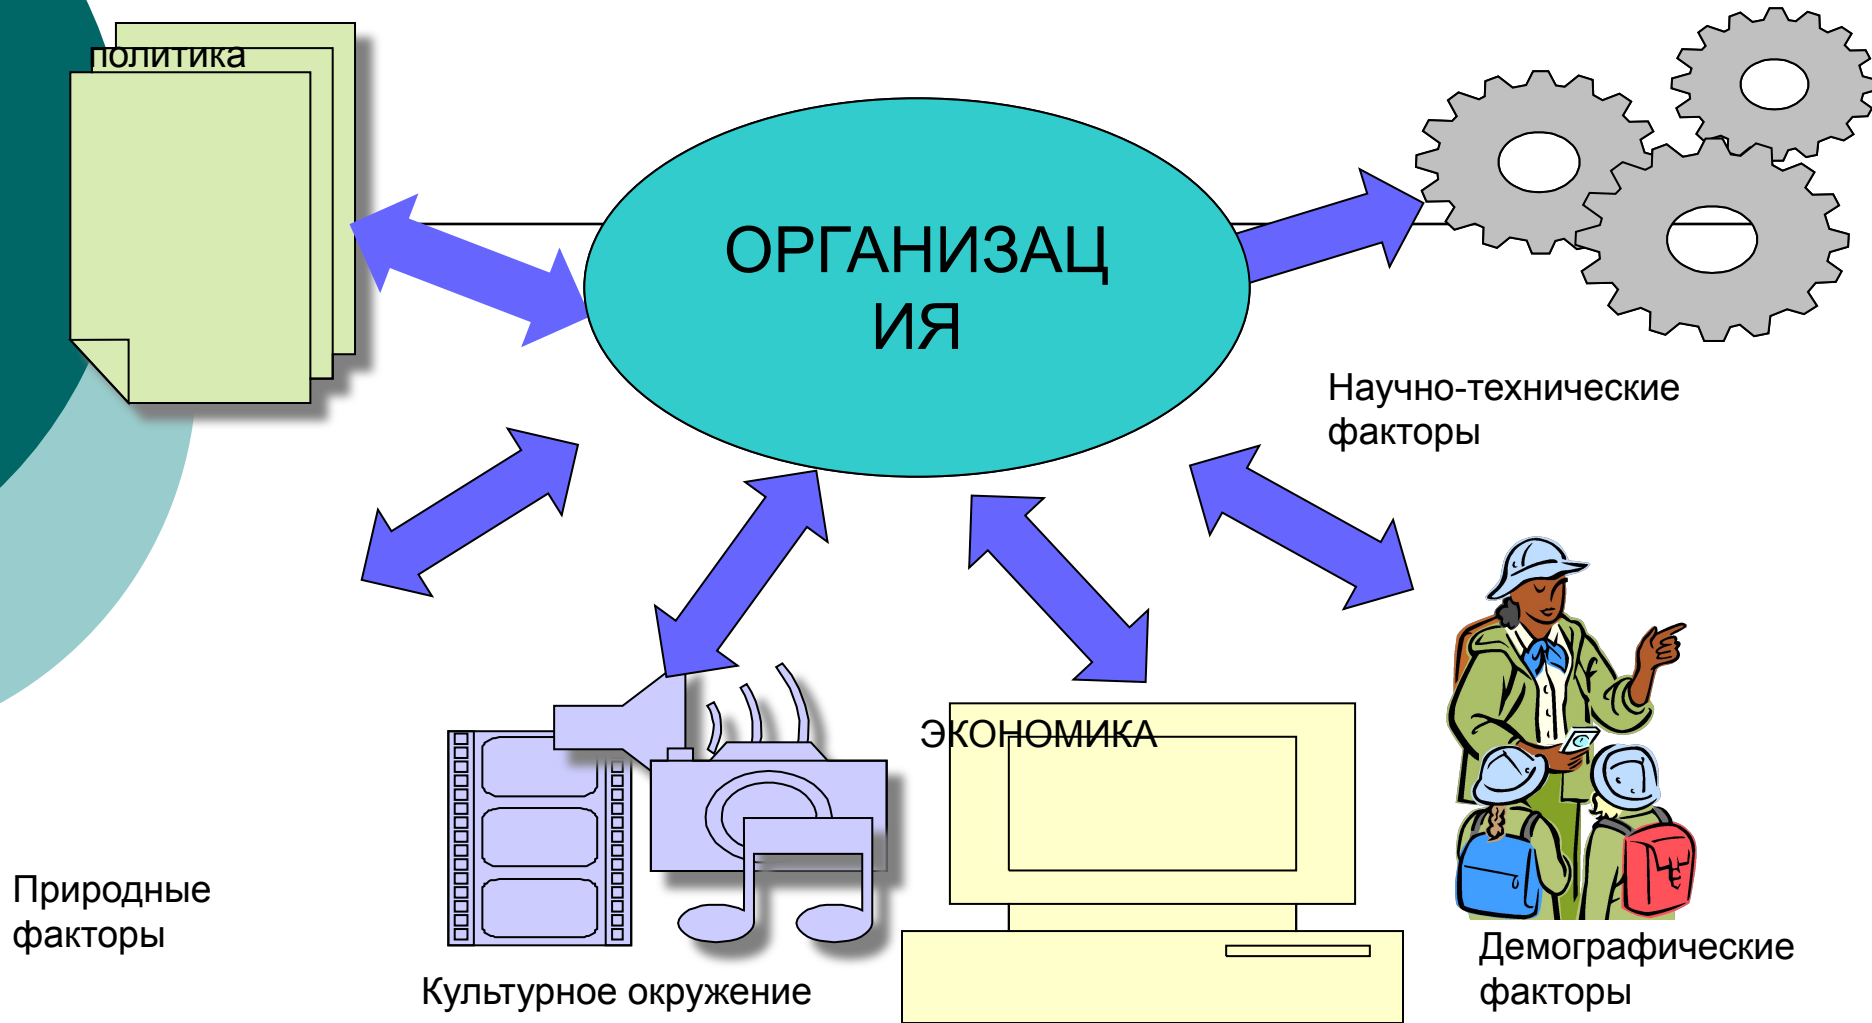 политика
ОРГАНИЗАЦ
ИЯ
Научно-технические
факторы
ЭКОНОМИКА
Природные
факторы
Культурное окружение
Демографические
факторы